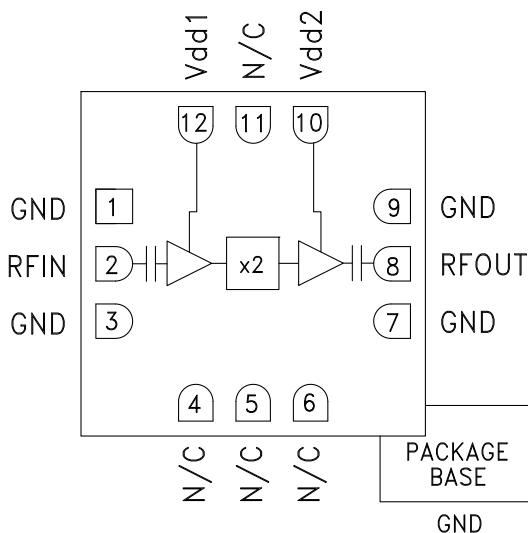 Vdd1
N/C
Vdd2
12
11
10
GND
1
9
GND
RFIN
2
x2
8
RFOUT
GND
3
7
GND
4
5
6
N/C
N/C
N/C
PACKAGE
BASE
GND